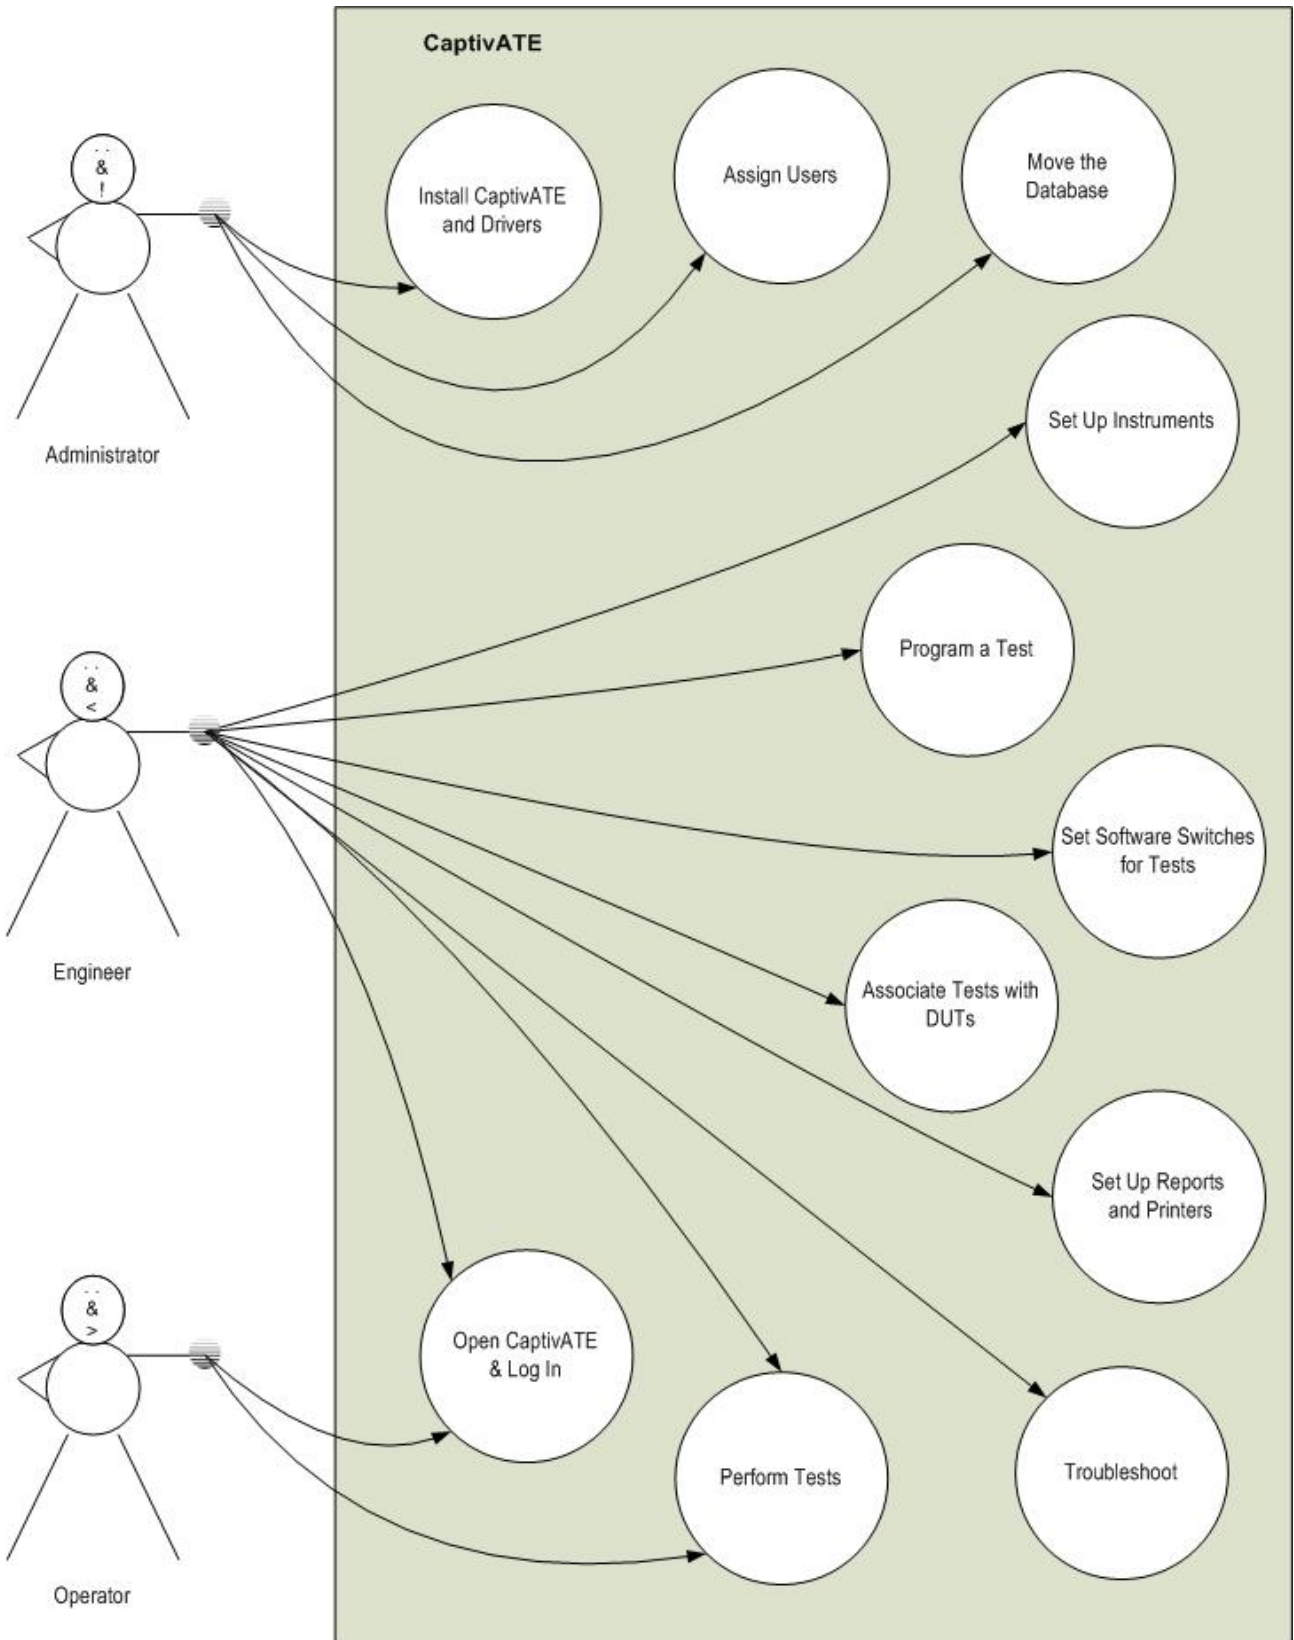 CaptivATE
Install CaptivATE
and Drivers
Assign Users
Move the
Database
. .
&
!
Administrator
Set Up Instruments
Program a Test
. .
&
<
Engineer
Set Software Switches
for Tests
Associate Tests with
DUTs
Set Up Reports
and Printers
. .
&
>
Operator
Open CaptivATE
& Log In
Perform Tests
Troubleshoot